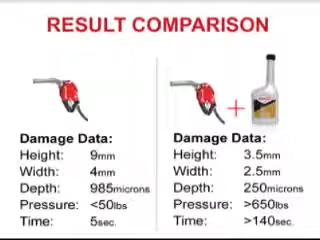 RESULT COMPARISON
Damage Data:
Height: 9mm
Width: 4mm
Depth: 985microns
Pressure: <50lbs
Time: 5sec.
+
Damage Data:
Height: 3.5mm
Width: 2.5mm
Depth: 250microns
Pressure: >650lbs
Time: >140sec.